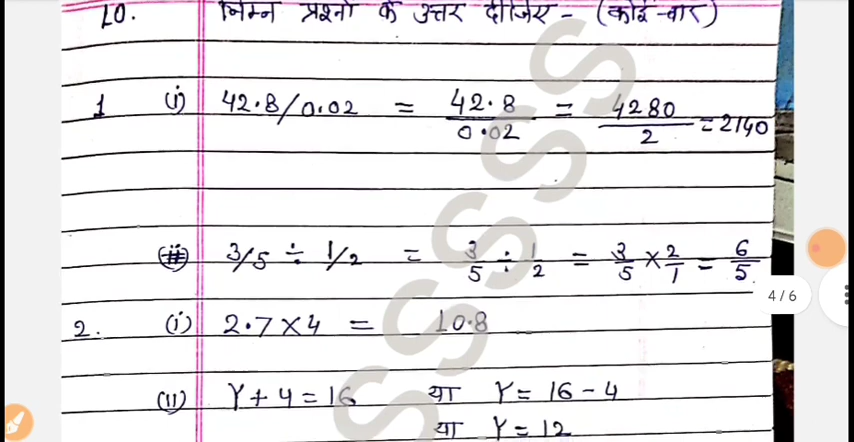 10. निम्न प्रश्नों के उत्तर दीजिए - (कोई-चार)
1 (i) 42.8/0.02 = 42.8/0.02 = 4280/2 = 2140
(ii) 3/5 ÷ 1/2 = 3/5 ÷ 1/2 = 3/5 × 2/1 = 6/5
4/6
2. (i) 2.7 × 4 = 10.8
(ii) Y + 4 = 16 या Y = 16 - 4
या Y = 12
SSSSS